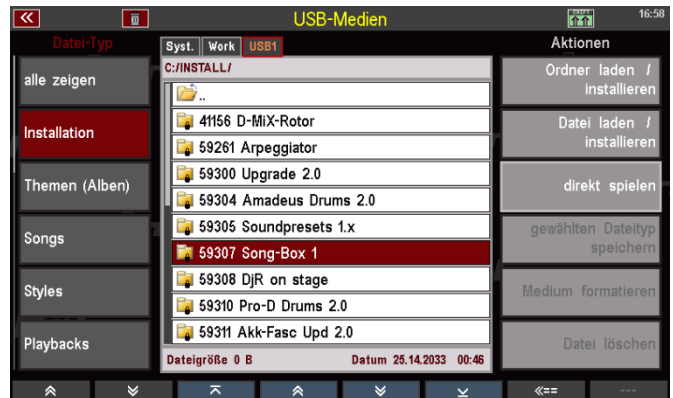 USB-Medien
16:58
Datei-Typ
Syst. Work USB1
Aktionen
C:/INSTALL/
alle zeigen
Installation
Themen (Alben)
Songs
Styles
Playbacks
..
41156 D-MiX-Rotor
59261 Arpeggiator
59300 Upgrade 2.0
59304 Amadeus Drums 2.0
59305 Soundpresets 1.x
59307 Song-Box 1
59308 DjR on stage
59310 Pro-D Drums 2.0
59311 Akk-Fasc Upd 2.0
Dateigröße 0 B Datum 25.14.2033 00:46
Ordner laden /
installieren
Datei laden /
installieren
direkt spielen
gewählten Dateityp
speichern
Medium formatieren
Datei löschen
«==
---